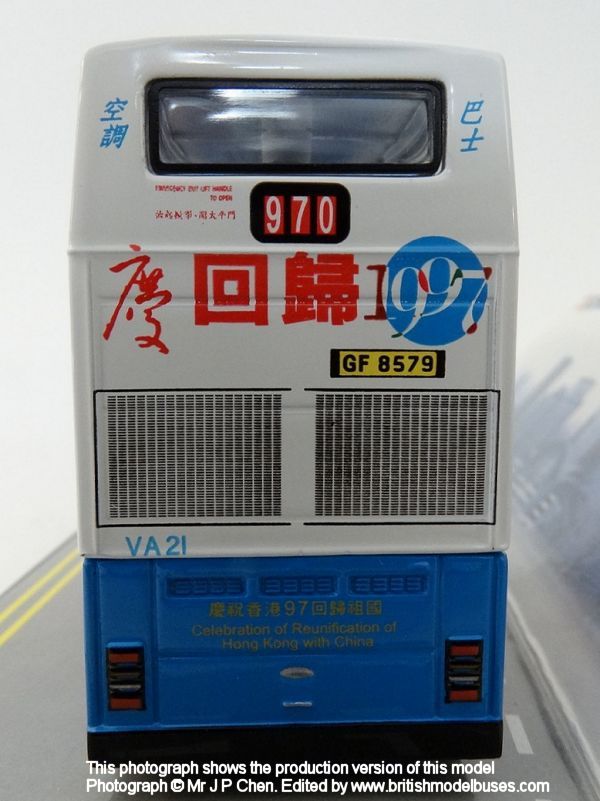 空調
巴士
EMERGENCY EXIT-LIFT HANDLE
TO OPEN
970
慶 回歸 1997
GF 8579
VA21
慶祝香港97回歸祖國
Celebration of Reunification of
Hong Kong with China
This photograph shows the production version of this model
Photograph © Mr J P Chen. Edited by www.britishmodelbuses.com